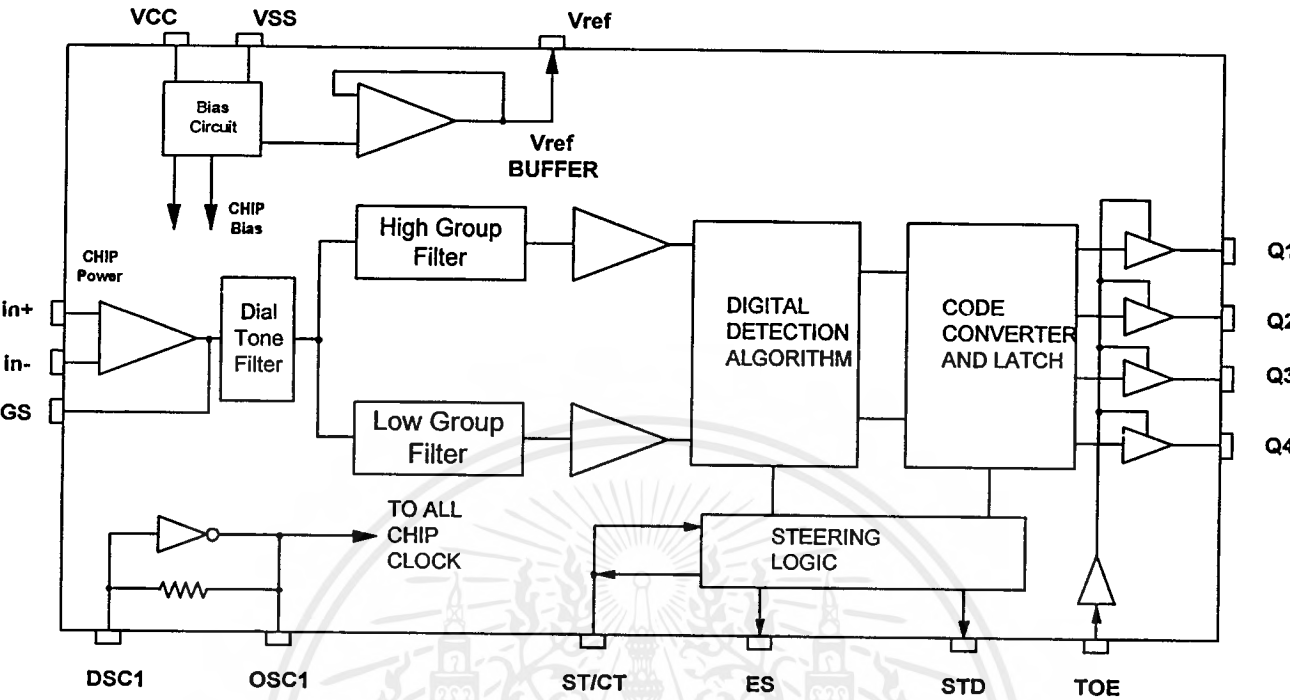 VCC
VSS
Vref
Bias
Circuit
Vref
BUFFER
CHIP
Bias
CHIP
Power
High Group
Filter
in+
in-
GS
Dial
Tone
Filter
DIGITAL
DETECTION
ALGORITHM
CODE
CONVERTER
AND LATCH
Q1
Q2
Q3
Q4
Low Group
Filter
TO ALL
CHIP
CLOCK
STEERING
LOGIC
DSC1
OSC1
ST/CT
ES
STD
TOE